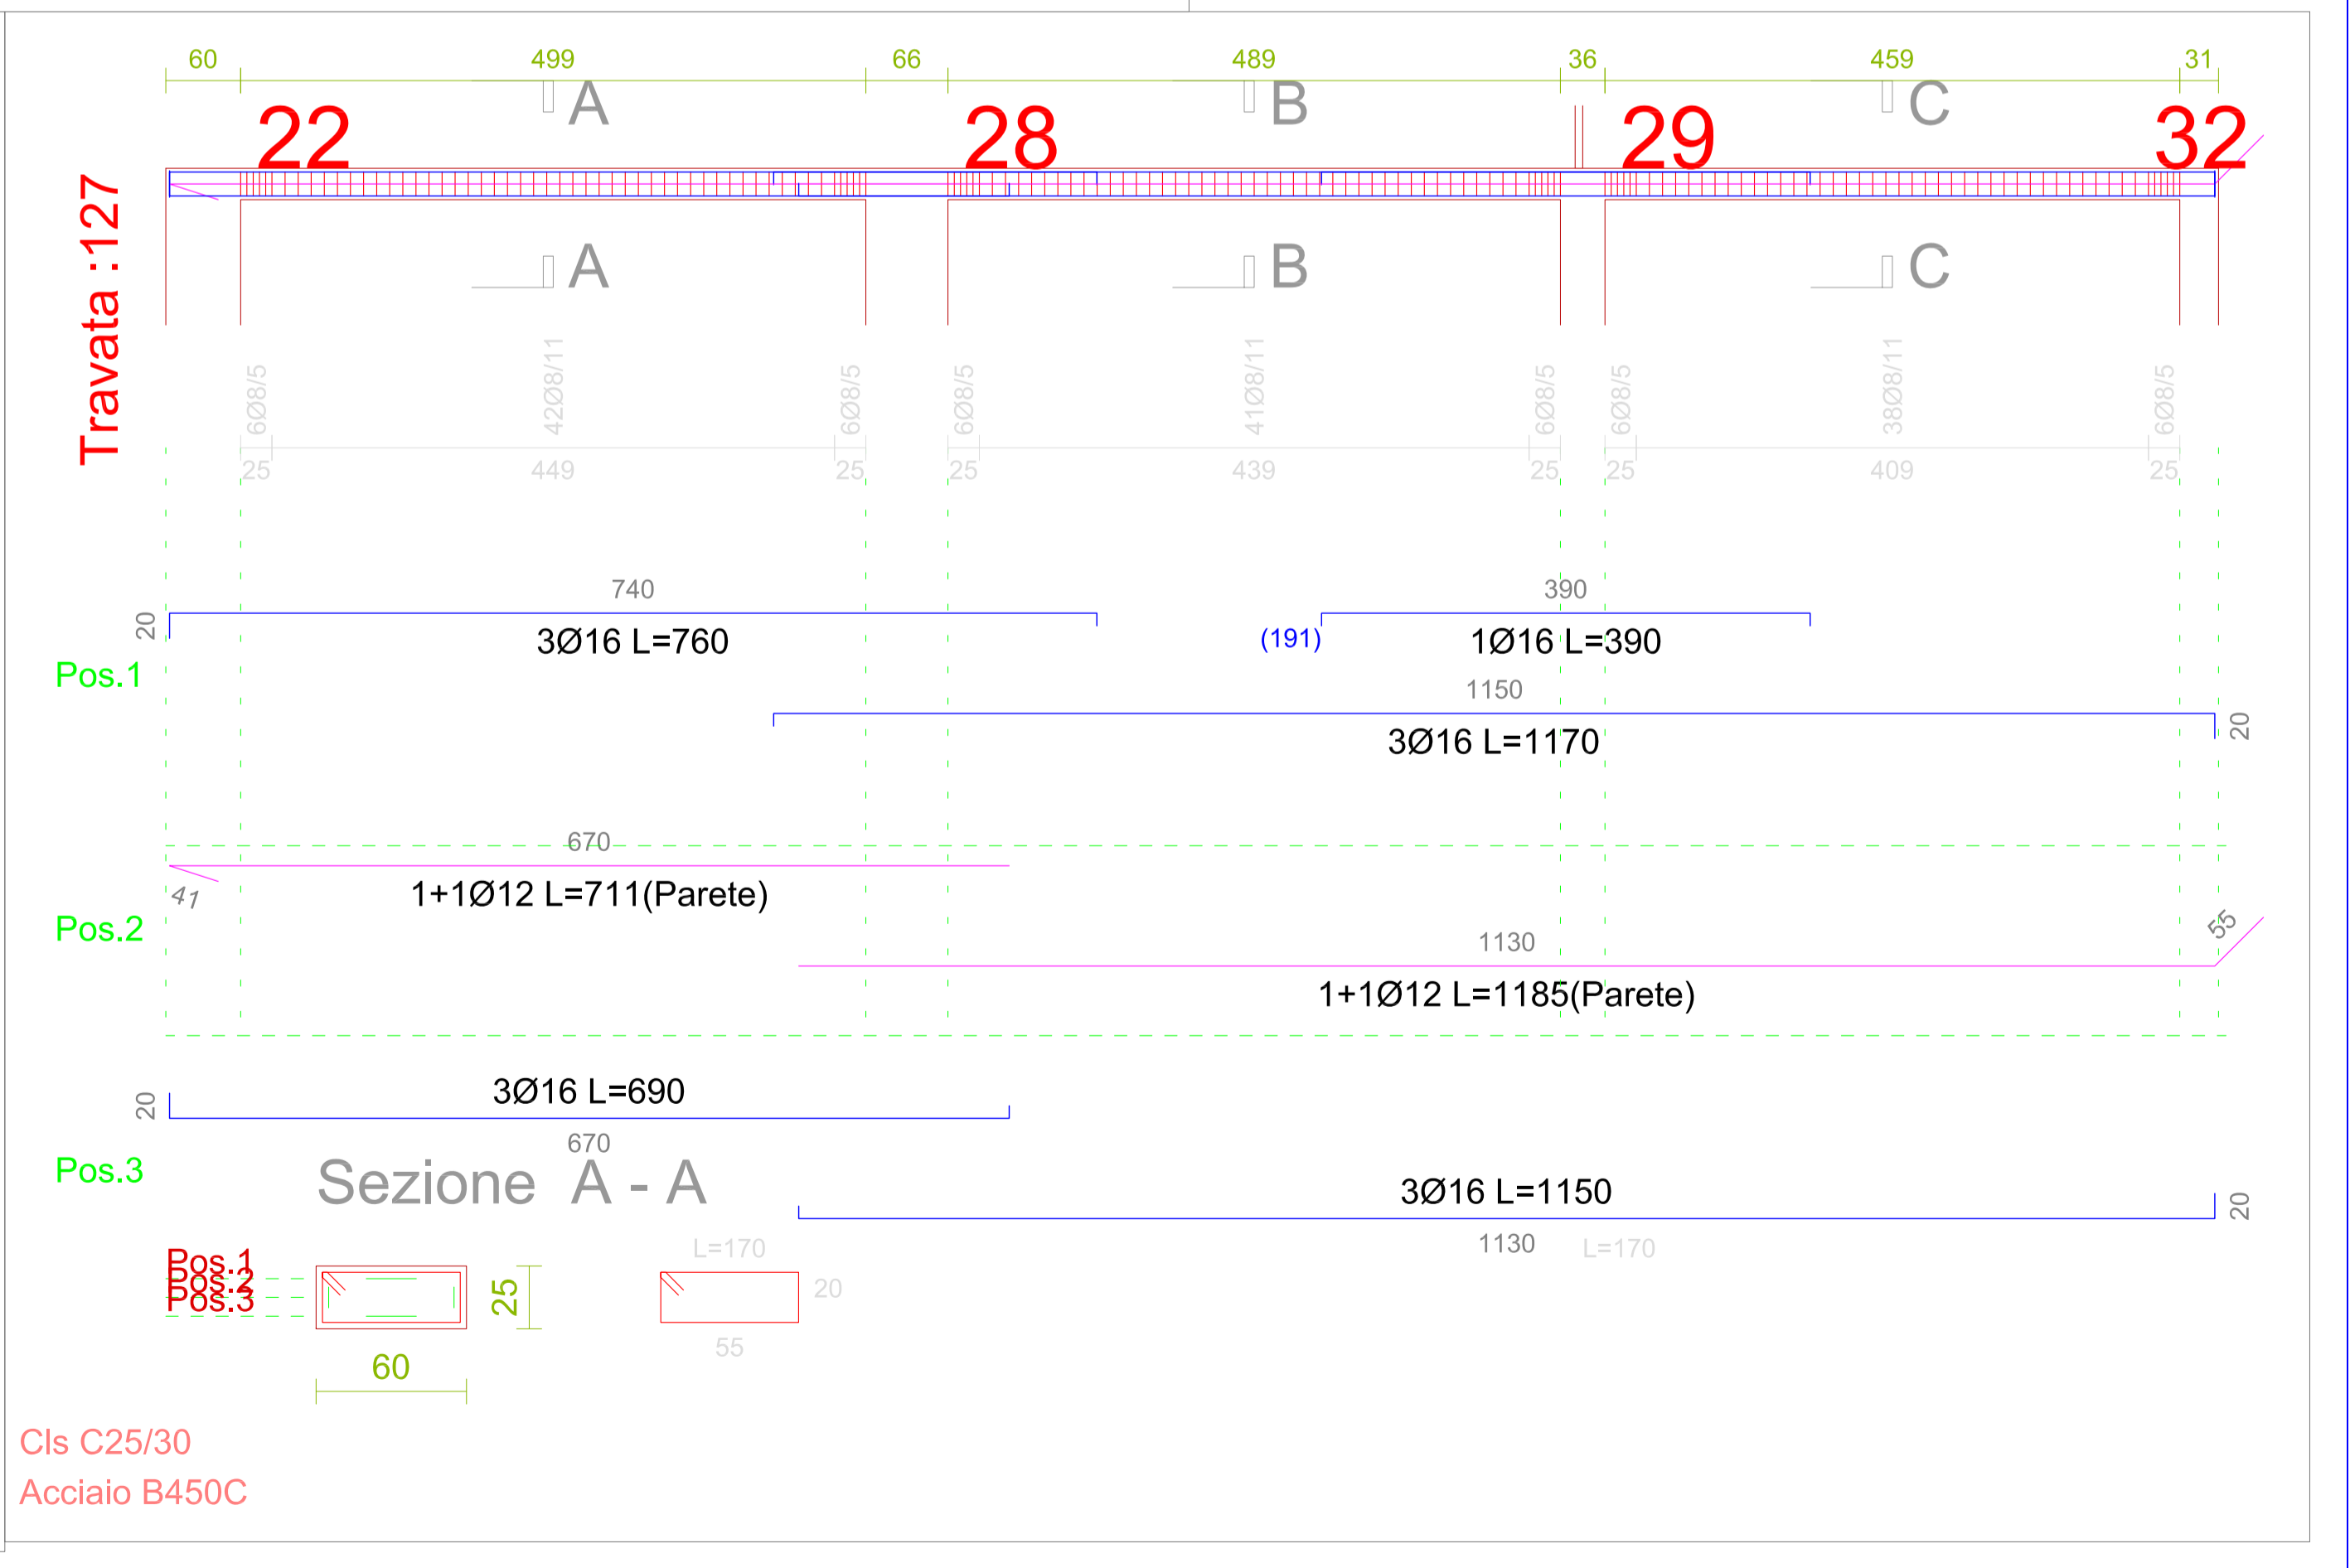 60 499 66 489 36 459 31
A B C
22 28 29 32
Travata :127
A B C
6Ø8/5 42Ø8/11 6Ø8/5 6Ø8/5 41Ø8/11 6Ø8/5 6Ø8/5 38Ø8/11 6Ø8/5
25 449 25 25 439 25 25 409 25
740 390
20 3Ø16 L=760 (191) 1Ø16 L=390
Pos.1
1150
3Ø16 L=1170 20
670
41 1+1Ø12 L=711(Parete)
Pos.2
1130 55
1+1Ø12 L=1185(Parete)
20 3Ø16 L=690
670
Pos.3
Sezione A - A
3Ø16 L=1150 20
1130
L=170 L=170
Pos.1
Pos.2
Pos.3
25 20
55
60
Cls C25/30
Acciaio B450C